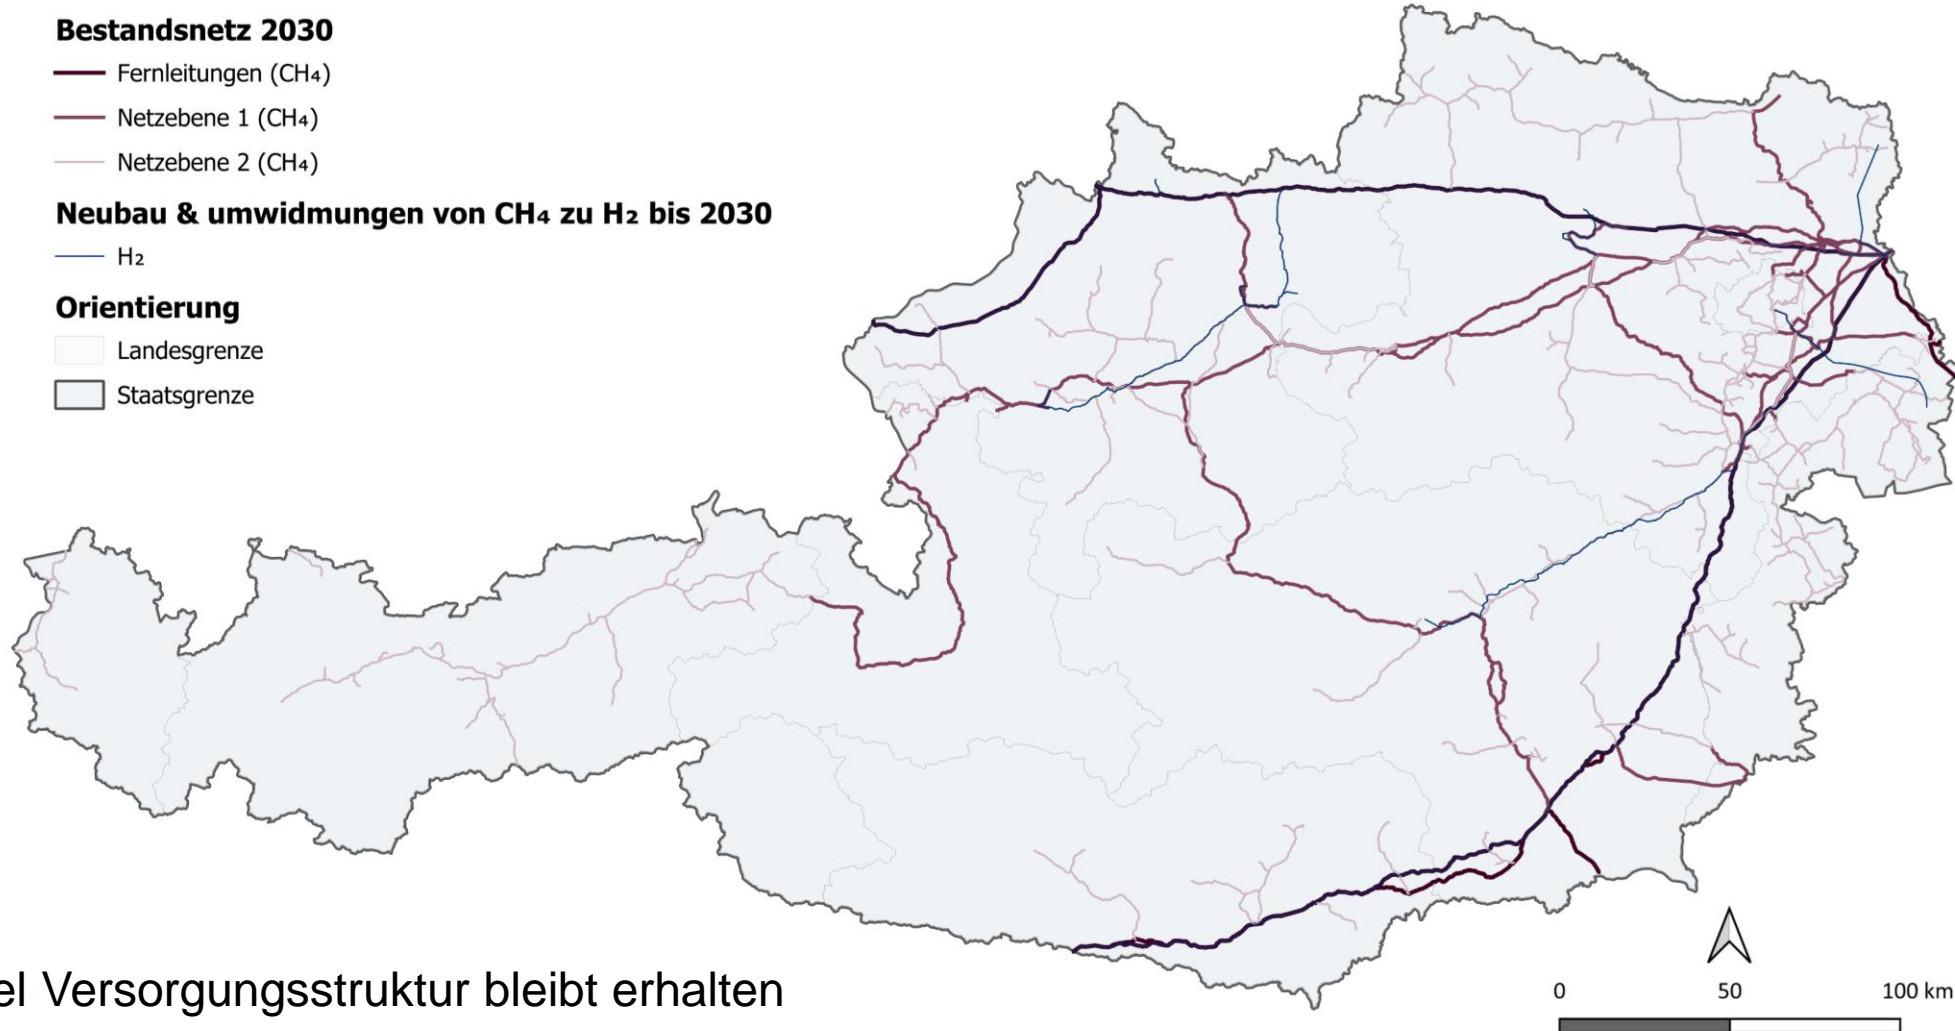 Bestandsnetz 2030
Fernleitungen (CH₄)
Netzebene 1 (CH₄)
Netzebene 2 (CH₄)
Neubau & umwidmungen von CH₄ zu H₂ bis 2030
H₂
Orientierung
Landesgrenze
Staatsgrenze
el Versorgungsstruktur bleibt erhalten
0 50 100 km